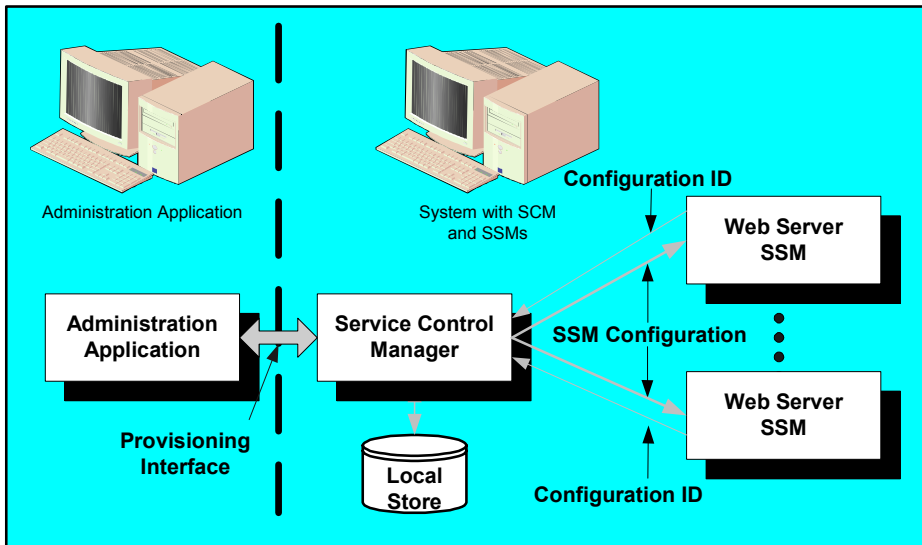 Administration Application
System with SCM
and SSMs
Configuration ID
Web Server
SSM
Administration
Application
Service Control
Manager
SSM Configuration
Web Server
SSM
Provisioning
Interface
Local
Store
Configuration ID